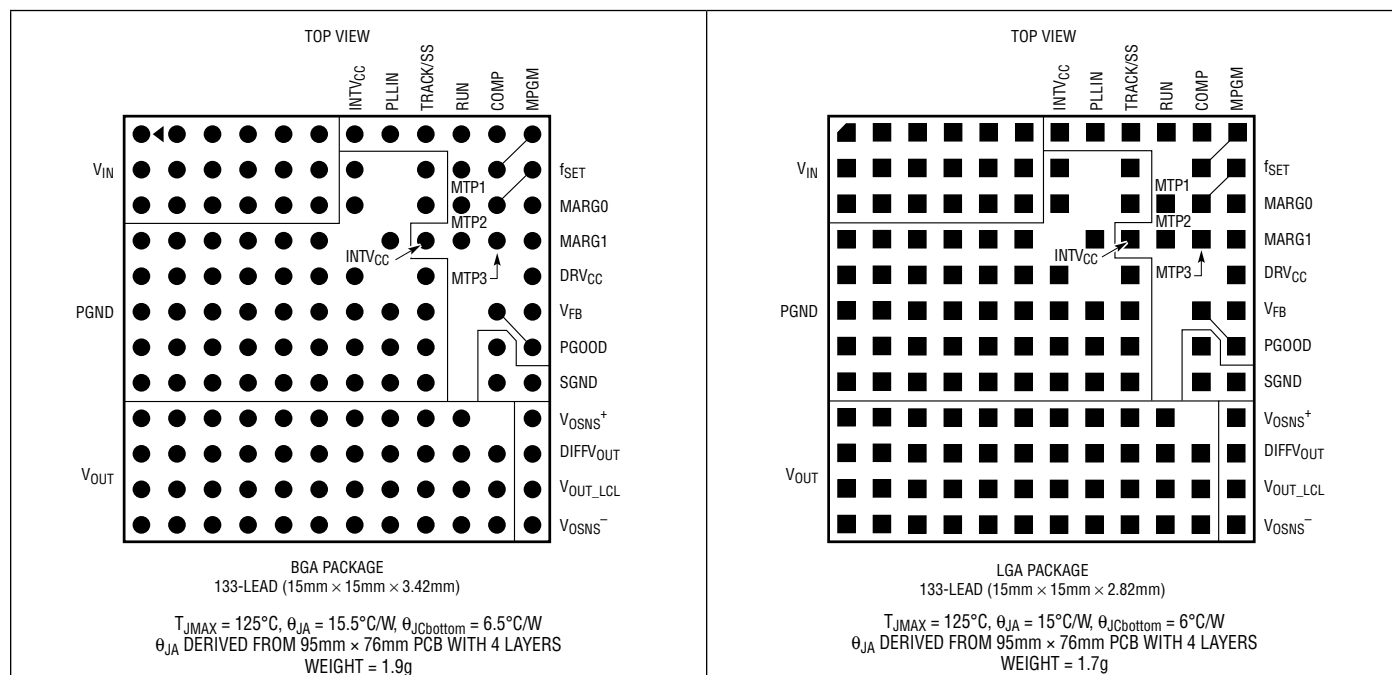 TOP VIEW
INTVCC
PLLIN
TRACK/SS
RUN
COMP
MPGM
VIN
fSET
MTP1
MARG0
MTP2
MARG1
INTVCC
MTP3
DRVCC
PGND
VFB
PGOOD
SGND
VOSNS+
DIFFVOUT
VOUT
VOUT_LCL
VOSNS–
BGA PACKAGE
133-LEAD (15mm × 15mm × 3.42mm)
TJMAX = 125°C, θJA = 15.5°C/W, θJCbottom = 6.5°C/W
θJA DERIVED FROM 95mm × 76mm PCB WITH 4 LAYERS
WEIGHT = 1.9g
TOP VIEW
INTVCC
PLLIN
TRACK/SS
RUN
COMP
MPGM
VIN
fSET
MTP1
MARG0
MTP2
MARG1
INTVCC
MTP3
DRVCC
PGND
VFB
PGOOD
SGND
VOSNS+
DIFFVOUT
VOUT
VOUT_LCL
VOSNS–
LGA PACKAGE
133-LEAD (15mm × 15mm × 2.82mm)
TJMAX = 125°C, θJA = 15°C/W, θJCbottom = 6°C/W
θJA DERIVED FROM 95mm × 76mm PCB WITH 4 LAYERS
WEIGHT = 1.7g